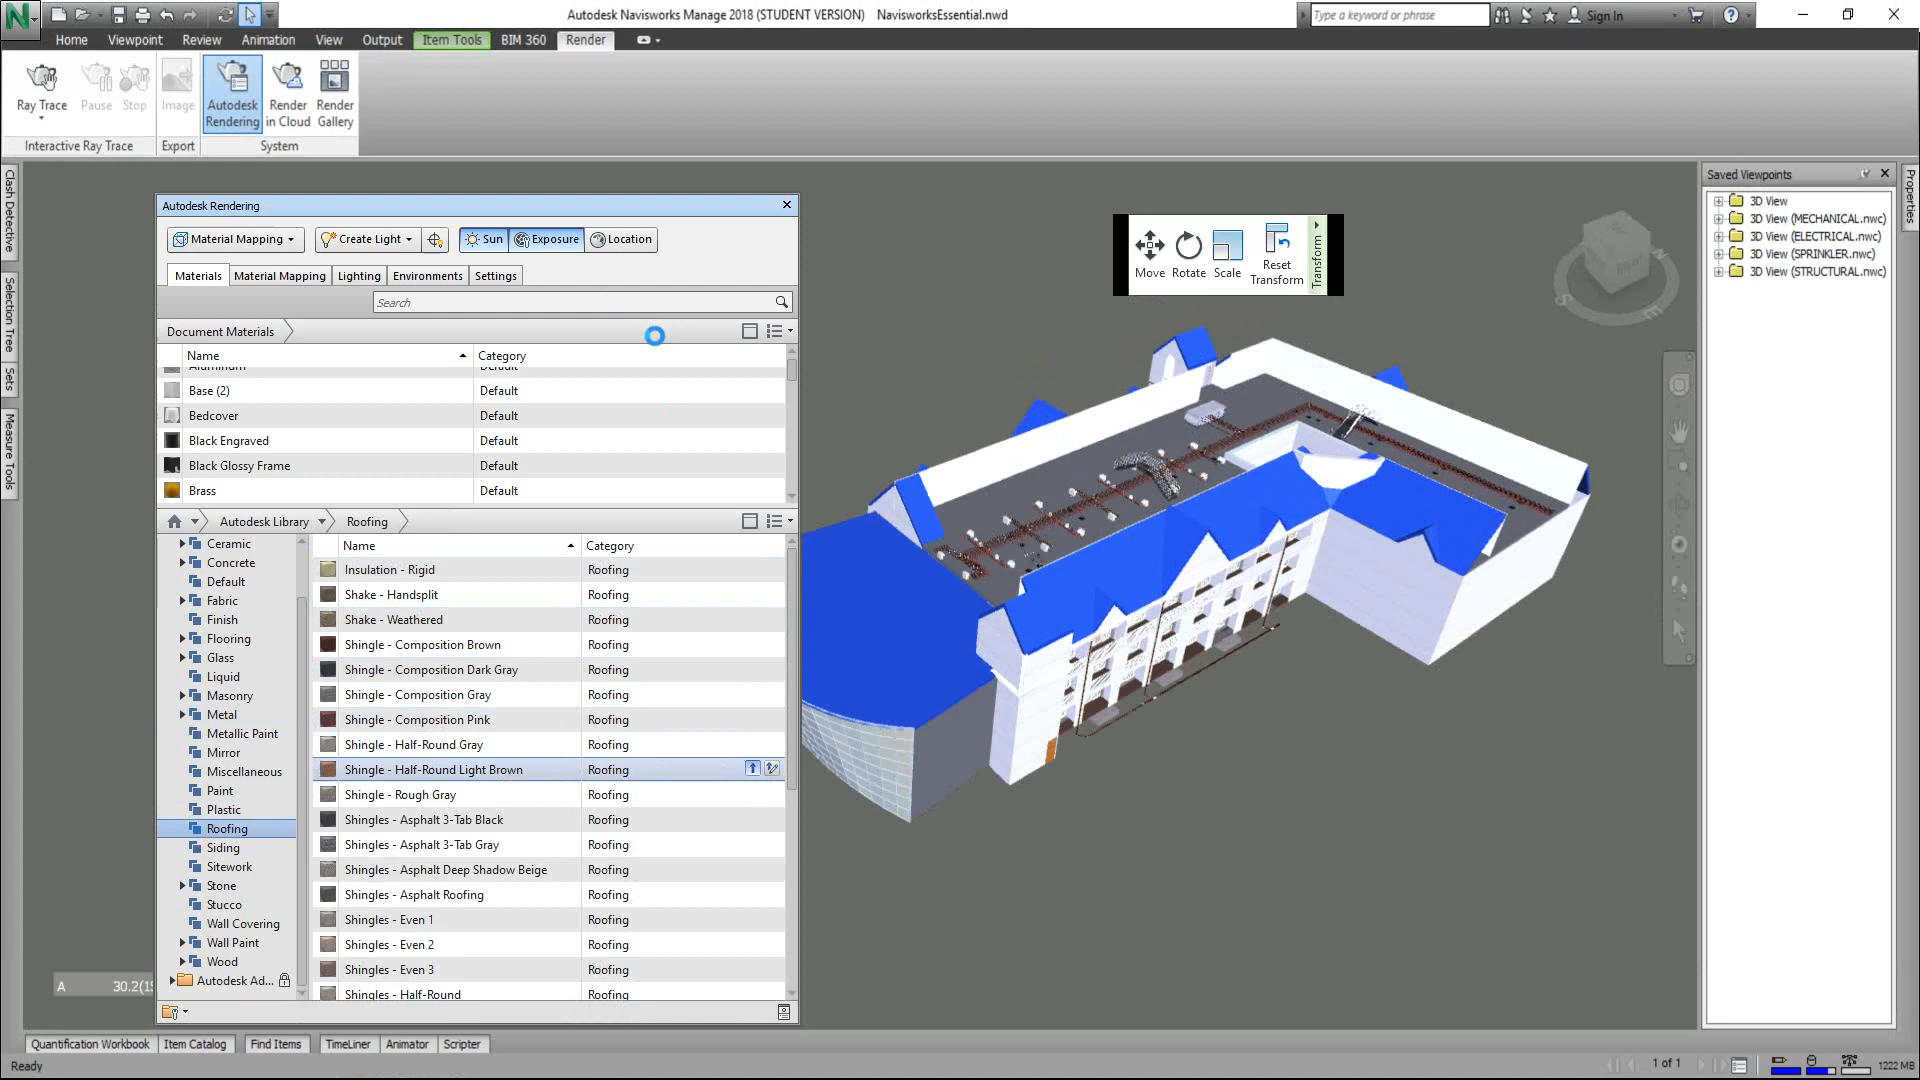 Autodesk Navisworks Manage 2018 (STUDENT VERSION) NavisworksEssential.nwd
Type a keyword or phrase
Sign In
Home Viewpoint Review Animation View Output Item Tools BIM 360 Render
Ray Trace Pause Stop Image Autodesk Rendering Render in Cloud Render Gallery
Interactive Ray Trace Export System
Clash Detective
Selection Tree
Sets
Measure Tools
Autodesk Rendering
Material Mapping Create Light Sun Exposure Location
Materials Material Mapping Lighting Environments Settings
Search
Document Materials
Name Category
Aluminum Default
Base (2) Default
Bedcover Default
Black Engraved Default
Black Glossy Frame Default
Brass Default
Autodesk Library Roofing
Ceramic
Concrete
Default
Fabric
Finish
Flooring
Glass
Liquid
Masonry
Metal
Metallic Paint
Mirror
Miscellaneous
Paint
Plastic
Roofing
Siding
Sitework
Stone
Stucco
Wall Covering
Wall Paint
Wood
Autodesk Ad...
Name Category
Insulation - Rigid Roofing
Shake - Handsplit Roofing
Shake - Weathered Roofing
Shingle - Composition Brown Roofing
Shingle - Composition Dark Gray Roofing
Shingle - Composition Gray Roofing
Shingle - Composition Pink Roofing
Shingle - Half-Round Gray Roofing
Shingle - Half-Round Light Brown Roofing
Shingle - Rough Gray Roofing
Shingles - Asphalt 3-Tab Black Roofing
Shingles - Asphalt 3-Tab Gray Roofing
Shingles - Asphalt Deep Shadow Beige Roofing
Shingles - Asphalt Roofing Roofing
Shingles - Even 1 Roofing
Shingles - Even 2 Roofing
Shingles - Even 3 Roofing
Shingles - Half-Round Roofing
Move Rotate Scale Reset Transform
Transform
S
E
Saved Viewpoints
3D View
3D View (MECHANICAL.nwc)
3D View (ELECTRICAL.nwc)
3D View (SPRINKLER.nwc)
3D View (STRUCTURAL.nwc)
Properties
A 30.2(15
Quantification Workbook Item Catalog Find Items TimeLiner Animator Scripter
Ready
1 of 1
1222 MB